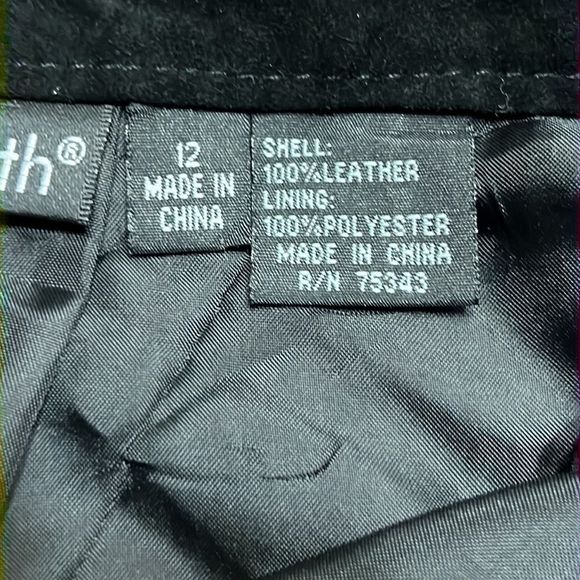 th®
12
MADE IN
CHINA
SHELL:
100%LEATHER
LINING:
100%POLYESTER
MADE IN CHINA
R/N 75343